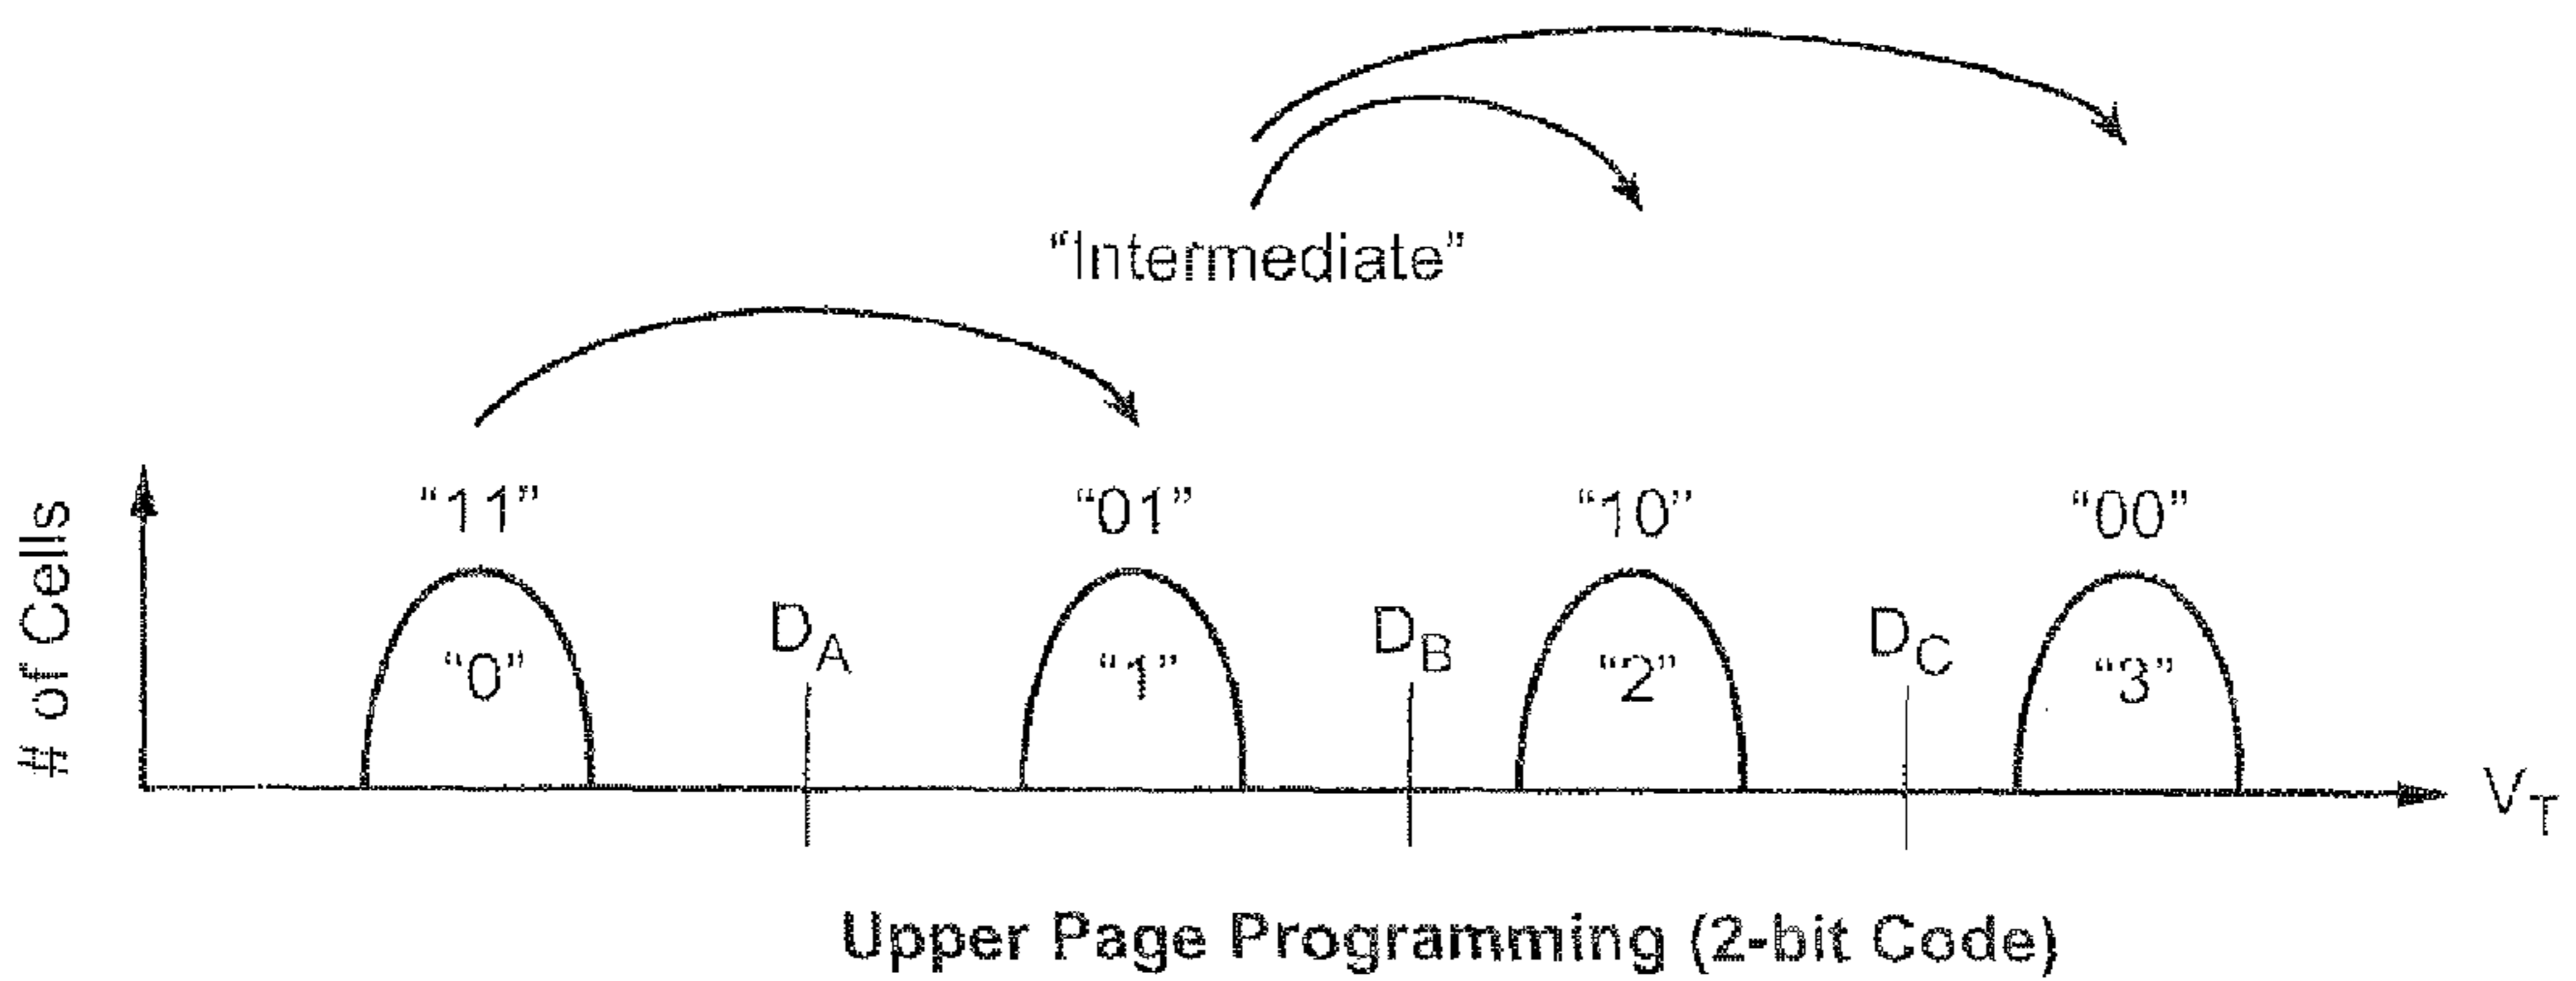 “Intermediate”
“11” “01” “10” “00”
# of Cells
“0” DA “1” DB “2” DC “3”
VT
Upper Page Programming (2-bit Code)